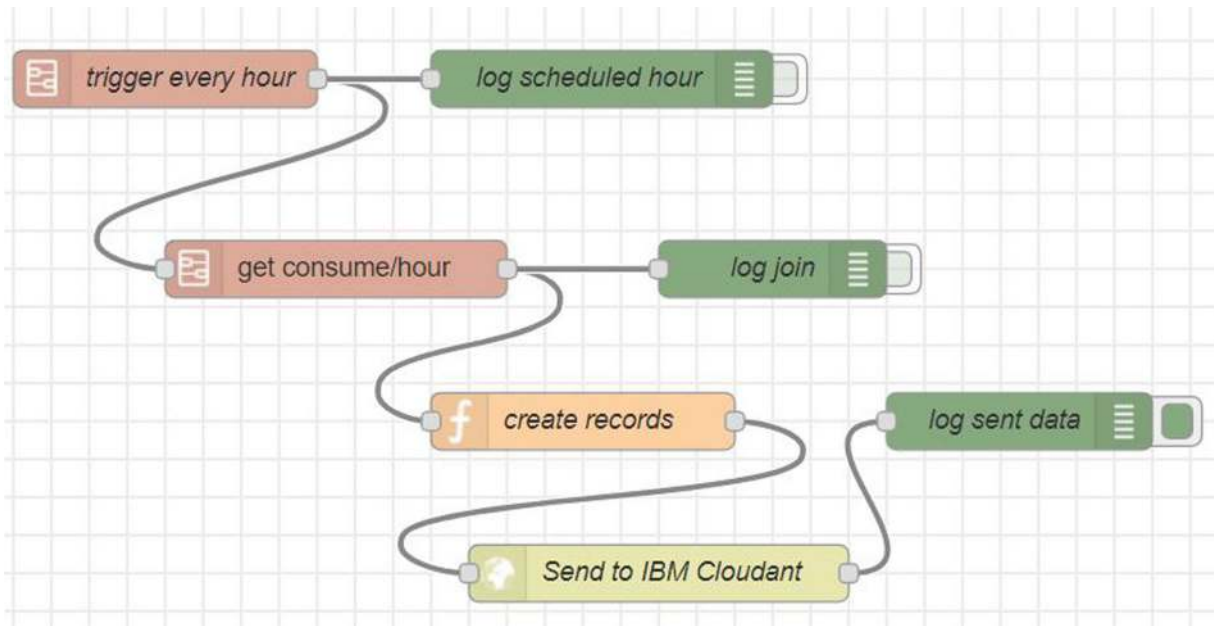 trigger every hour
log scheduled hour
get consume/hour
log join
create records
log sent data
Send to IBM Cloudant